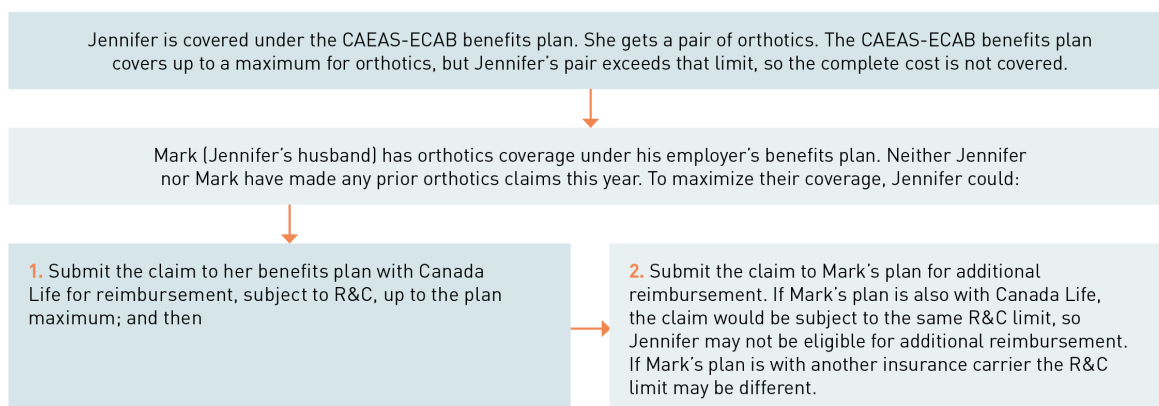 Jennifer is covered under the CAEAS-ECAB benefits plan. She gets a pair of orthotics. The CAEAS-ECAB benefits plan
covers up to a maximum for orthotics, but Jennifer’s pair exceeds that limit, so the complete cost is not covered.
Mark (Jennifer’s husband) has orthotics coverage under his employer’s benefits plan. Neither Jennifer
nor Mark have made any prior orthotics claims this year. To maximize their coverage, Jennifer could:
1. Submit the claim to her benefits plan with Canada
Life for reimbursement, subject to R&C, up to the plan
maximum; and then
2. Submit the claim to Mark’s plan for additional
reimbursement. If Mark’s plan is also with Canada Life,
the claim would be subject to the same R&C limit, so
Jennifer may not be eligible for additional reimbursement.
If Mark’s plan is with another insurance carrier the R&C
limit may be different.